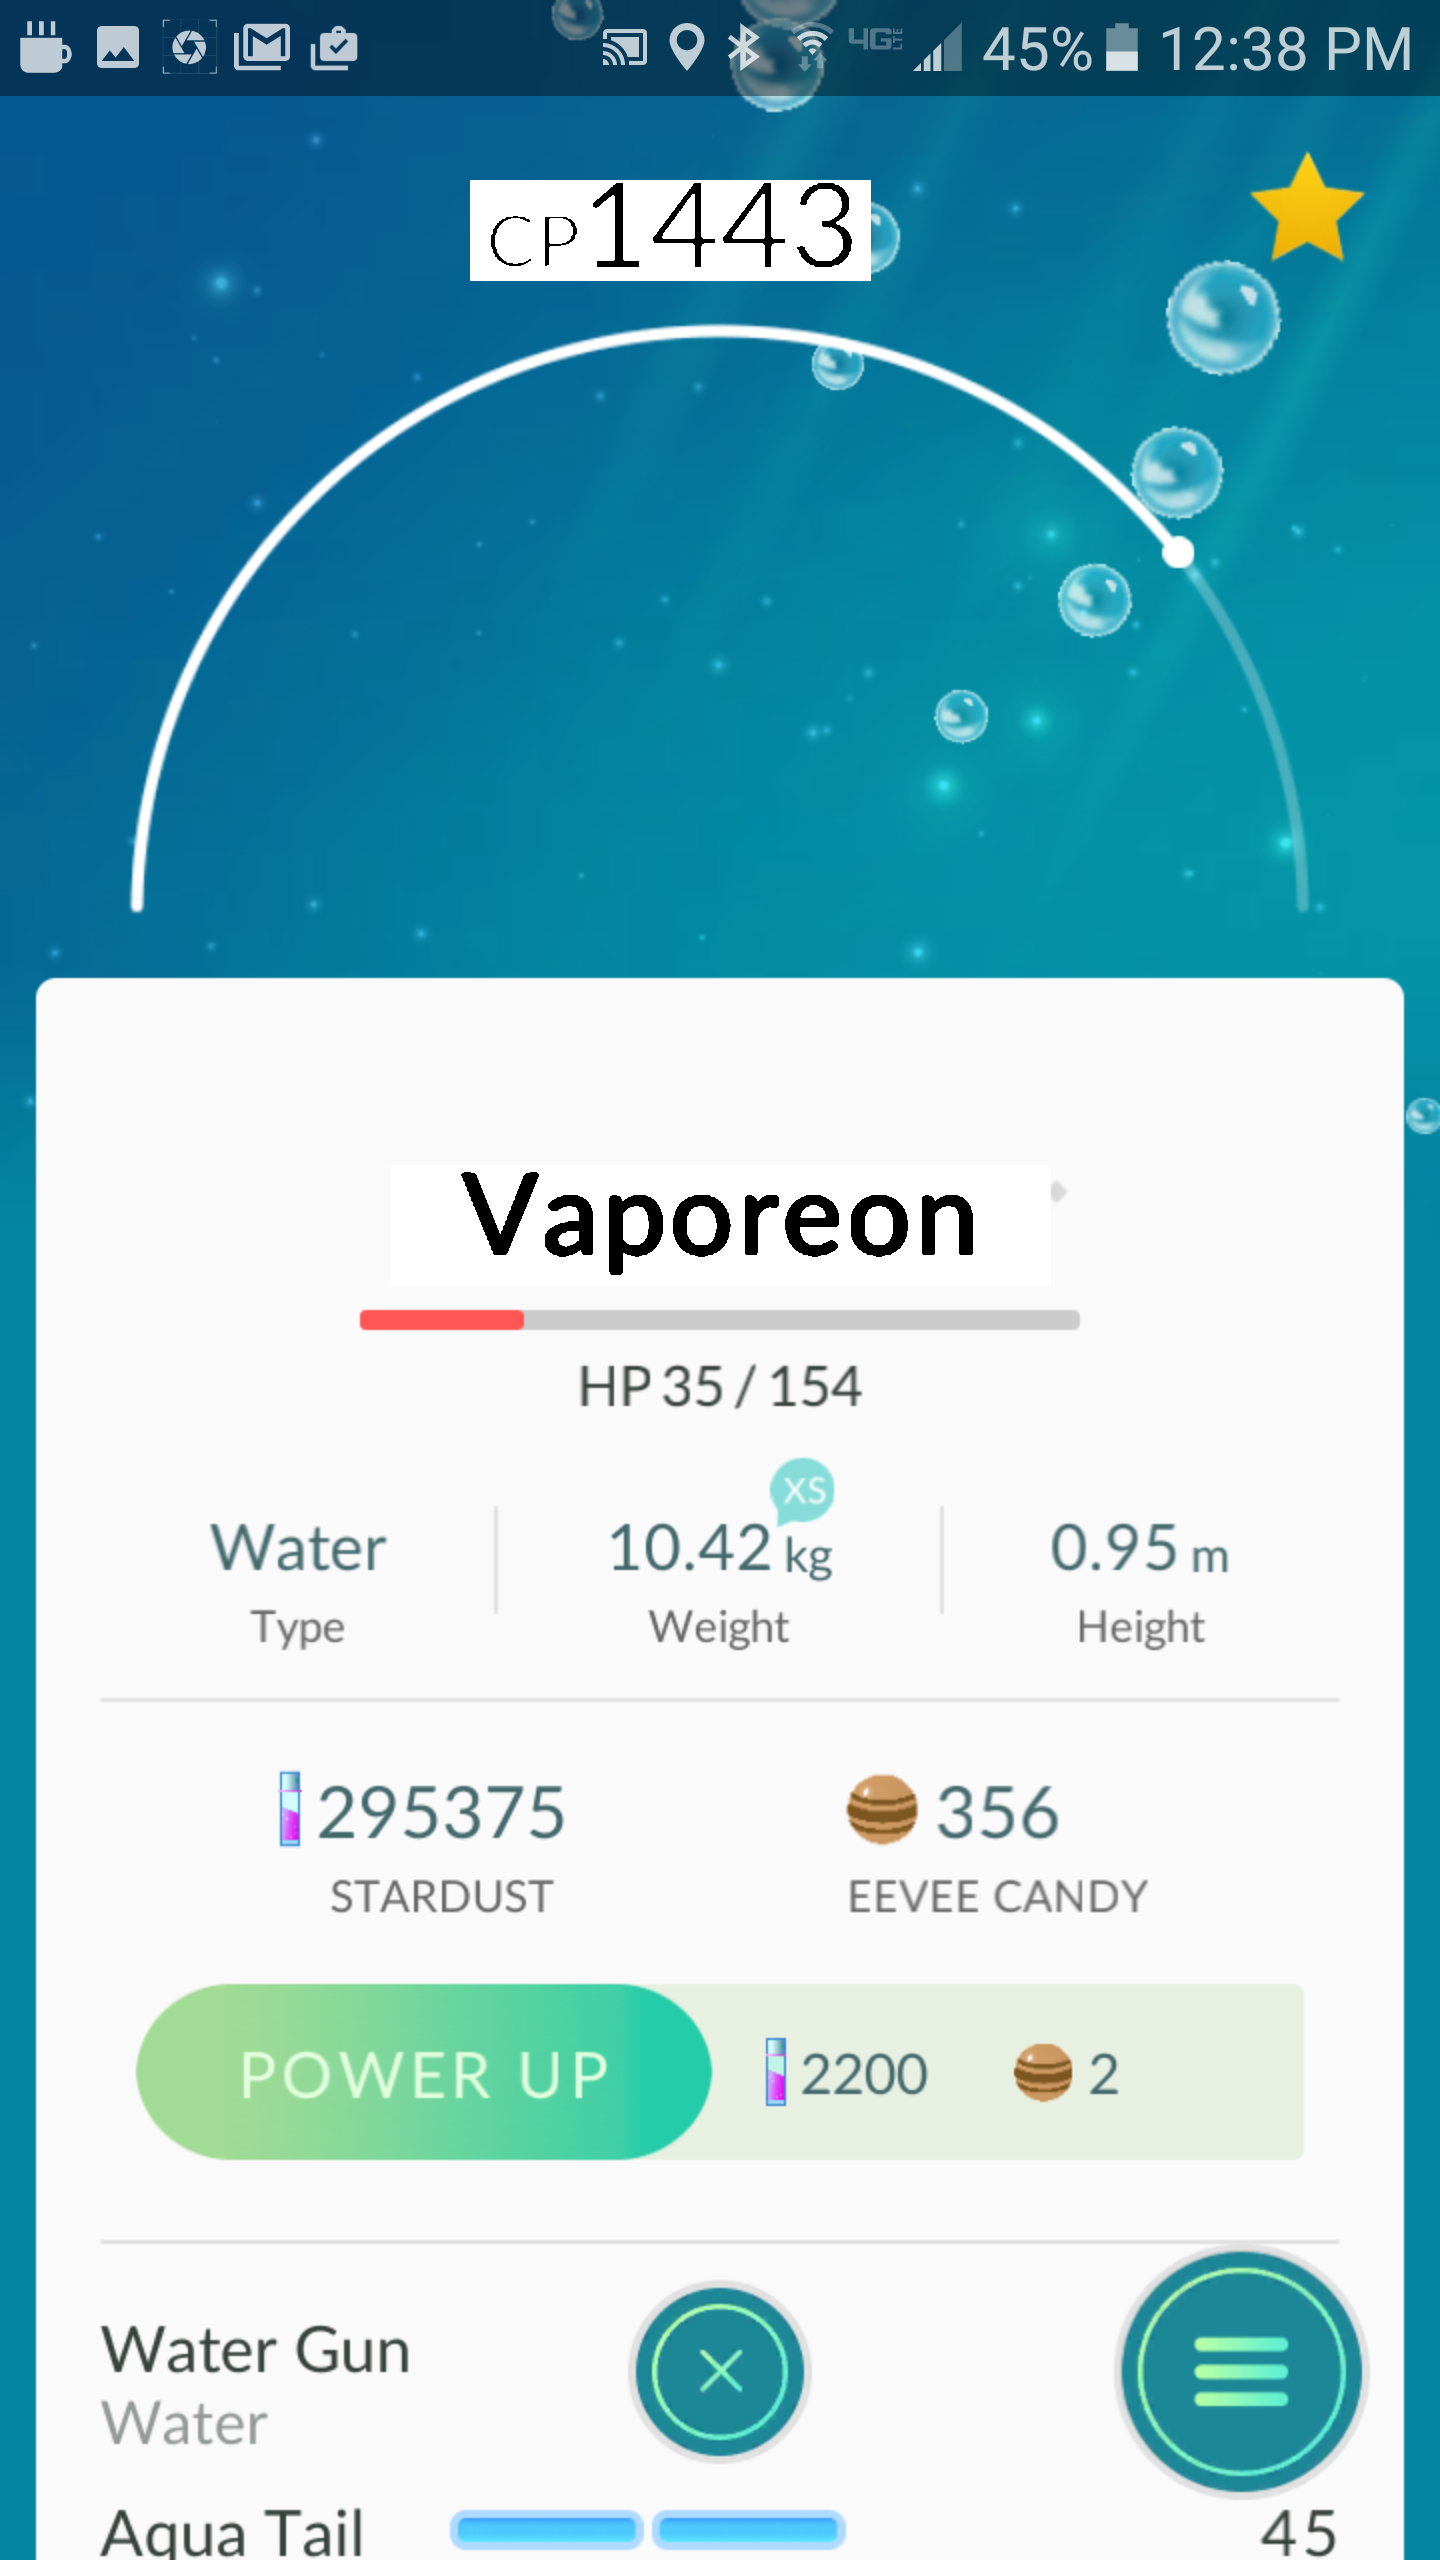 4G LTE 45% 12:38 PM
CP1443
Vaporeon
HP 35 / 154
XS
Water 10.42 kg 0.95 m
Type Weight Height
295375 356
STARDUST EEVEE CANDY
POWER UP 2200 2
Water Gun
Water
Aqua Tail 45